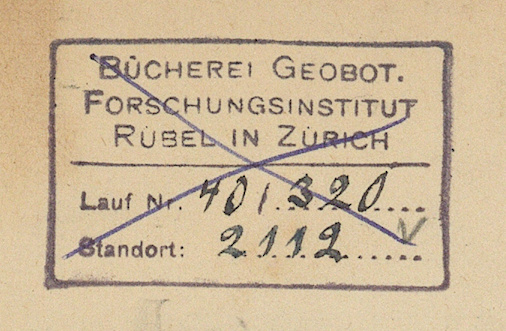 BÜCHEREI GEOBOT.
FORSCHUNGSINSTITUT
RÜBEL IN ZÜRICH
Lauf Nr. 401.320
Standort: 2112